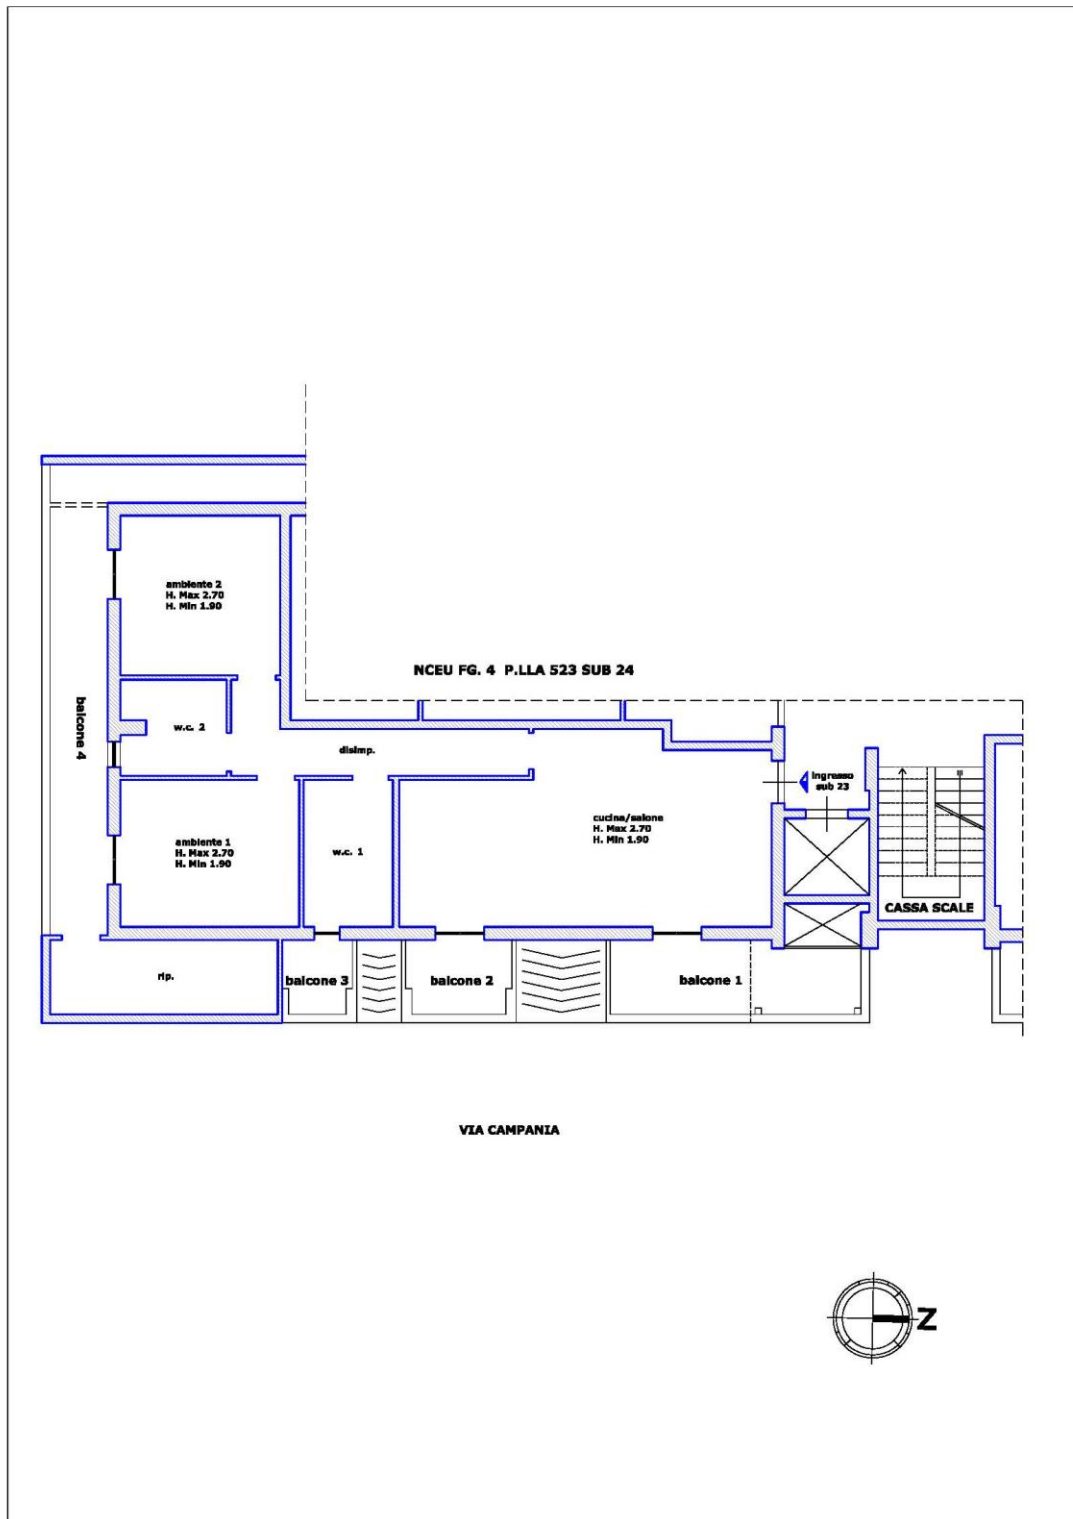 ambiente 2
H. Max 2.70
H. Min 1.90
NCEU FG. 4 P.LLA 523 SUB 24
balcone 4
w.c. 2
disimp.
ingresso
sub 23
cucina/salone
H. Max 2.70
H. Min 1.90
ambiente 1
H. Max 2.70
H. Min 1.90
w.c. 1
CASSA SCALE
rip.
balcone 3
balcone 2
balcone 1
VIA CAMPANIA
N